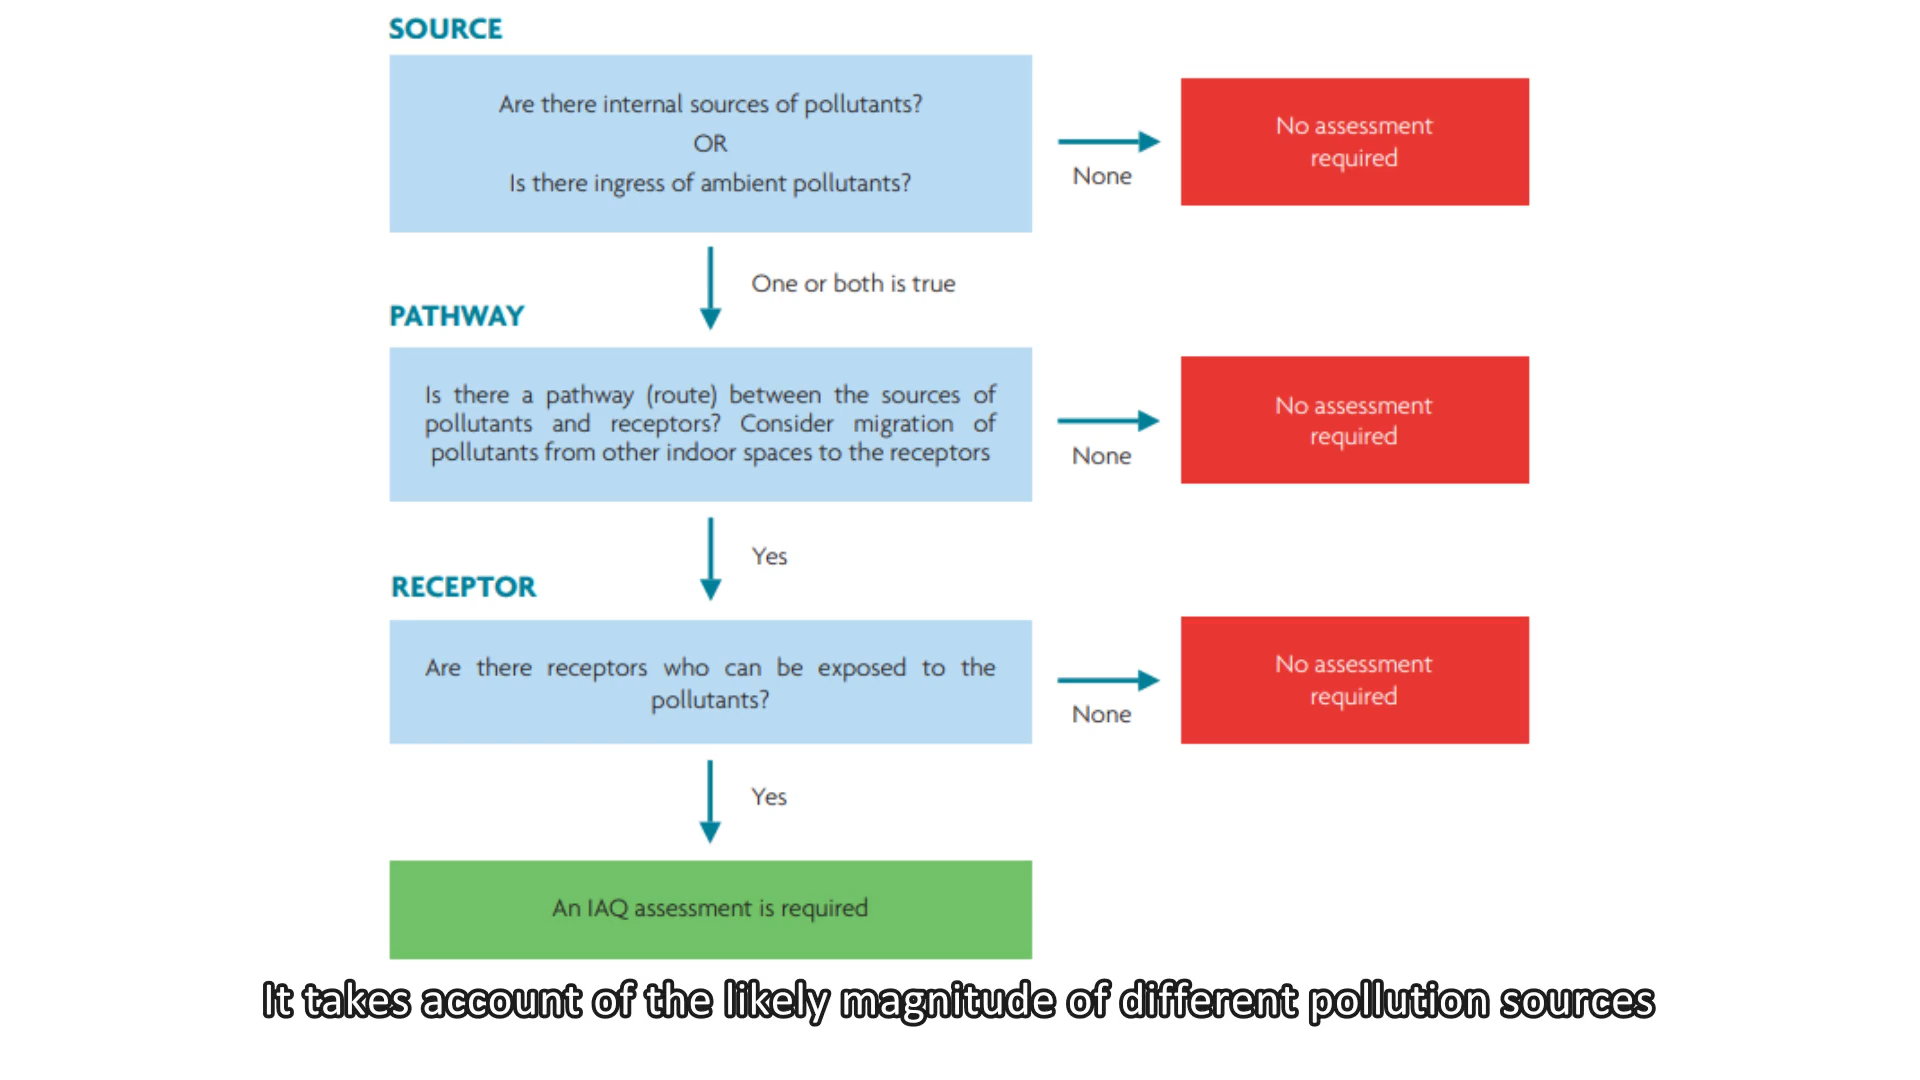 SOURCE
Are there internal sources of pollutants?
OR
Is there ingress of ambient pollutants?
None
No assessment
required
One or both is true
PATHWAY
Is there a pathway (route) between the sources of
pollutants and receptors? Consider migration of
pollutants from other indoor spaces to the receptors
None
No assessment
required
Yes
RECEPTOR
Are there receptors who can be exposed to the
pollutants?
None
No assessment
required
Yes
An IAQ assessment is required
It takes account of the likely magnitude of different pollution sources